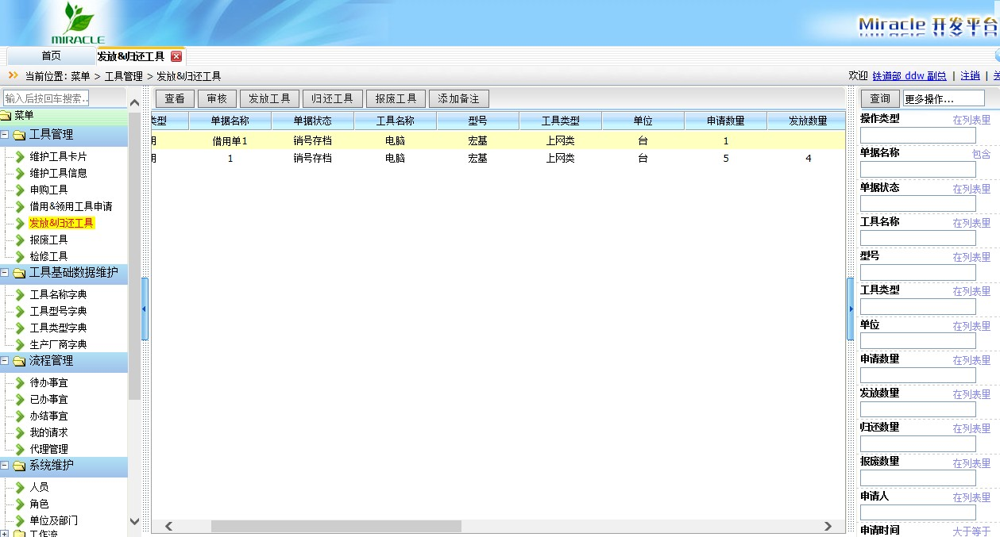 MIRACLE
Miracle 开发平台
首页 发放&归还工具
当前位置: 菜单 > 工具管理 > 发放&归还工具
欢迎 铁道部 ddw 副总 | 注销 |
输入后按回车搜索..
查看 审核 发放工具 归还工具 报废工具 添加备注
查询 更多操作...
菜单
工具管理
维护工具卡片
维护工具信息
申购工具
借用&领用工具申请
发放&归还工具
报废工具
检修工具
工具基础数据维护
工具名称字典
工具型号字典
工具类型字典
生产厂商字典
流程管理
待办事宜
已办事宜
办结事宜
我的请求
代理管理
系统维护
人员
角色
单位及部门
工作流
类型 单据名称 单据状态 工具名称 型号 工具类型 单位 申请数量 发放数量
用 借用单1 销号存档 电脑 宏基 上网类 台 1
用 1 销号存档 电脑 宏基 上网类 台 5 4
操作类型 在列表里
单据名称 包含
单据状态 在列表里
工具名称 在列表里
型号 在列表里
工具类型 在列表里
单位 在列表里
申请数量 在列表里
发放数量 在列表里
归还数量 在列表里
报废数量 在列表里
申请人 在列表里
申请时间 大于等于